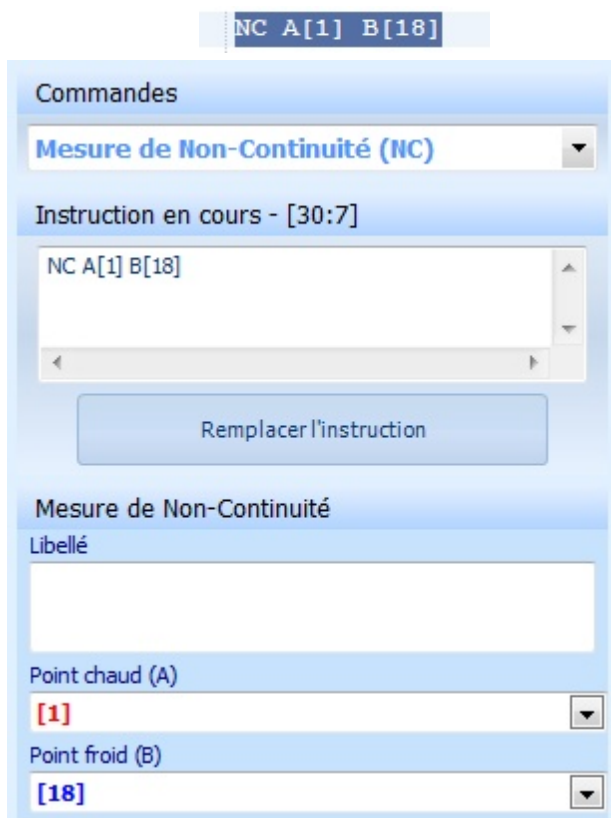 NC A[1] B[18]
Commandes
Mesure de Non-Continuité (NC)
Instruction en cours - [30:7]
NC A[1] B[18]
Remplacer l'instruction
Mesure de Non-Continuité
Libellé
Point chaud (A)
[1]
Point froid (B)
[18]